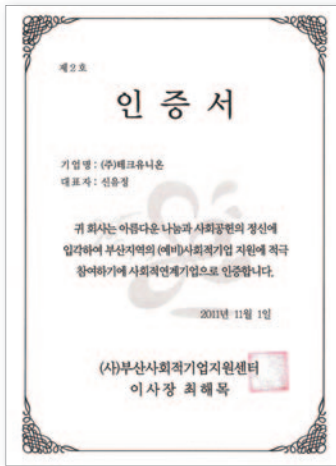 제2호
인증서
기업명 : (주)테크유니온
대표자 : 신유정
귀 회사는 아름다운 나눔과 사회공헌의 정신에
입각하여 부산지역의 (예비)사회적기업 지원에 적극
참여하기에 사회적연계기업으로 인증합니다.
2011년 11월 1일
(사)부산사회적기업지원센터
이사장 최해목